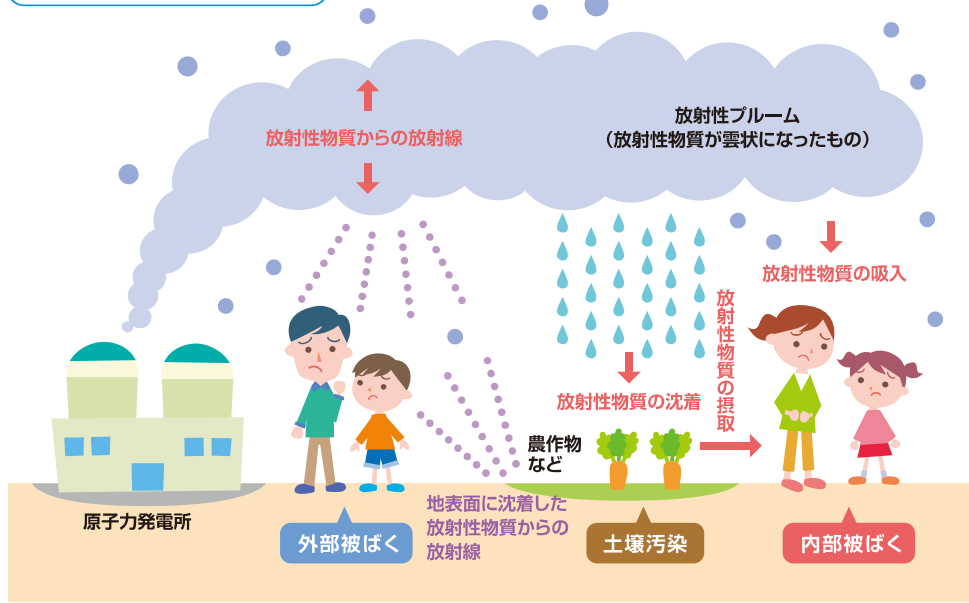 放射性プルーム
（放射性物質が雲状になったもの）
放射性物質からの放射線
放射性物質の吸入
放射性物質の摂取
放射性物質の沈着
農作物
など
地表面に沈着した
放射性物質からの
放射線
原子力発電所
外部被ばく
土壌汚染
内部被ばく